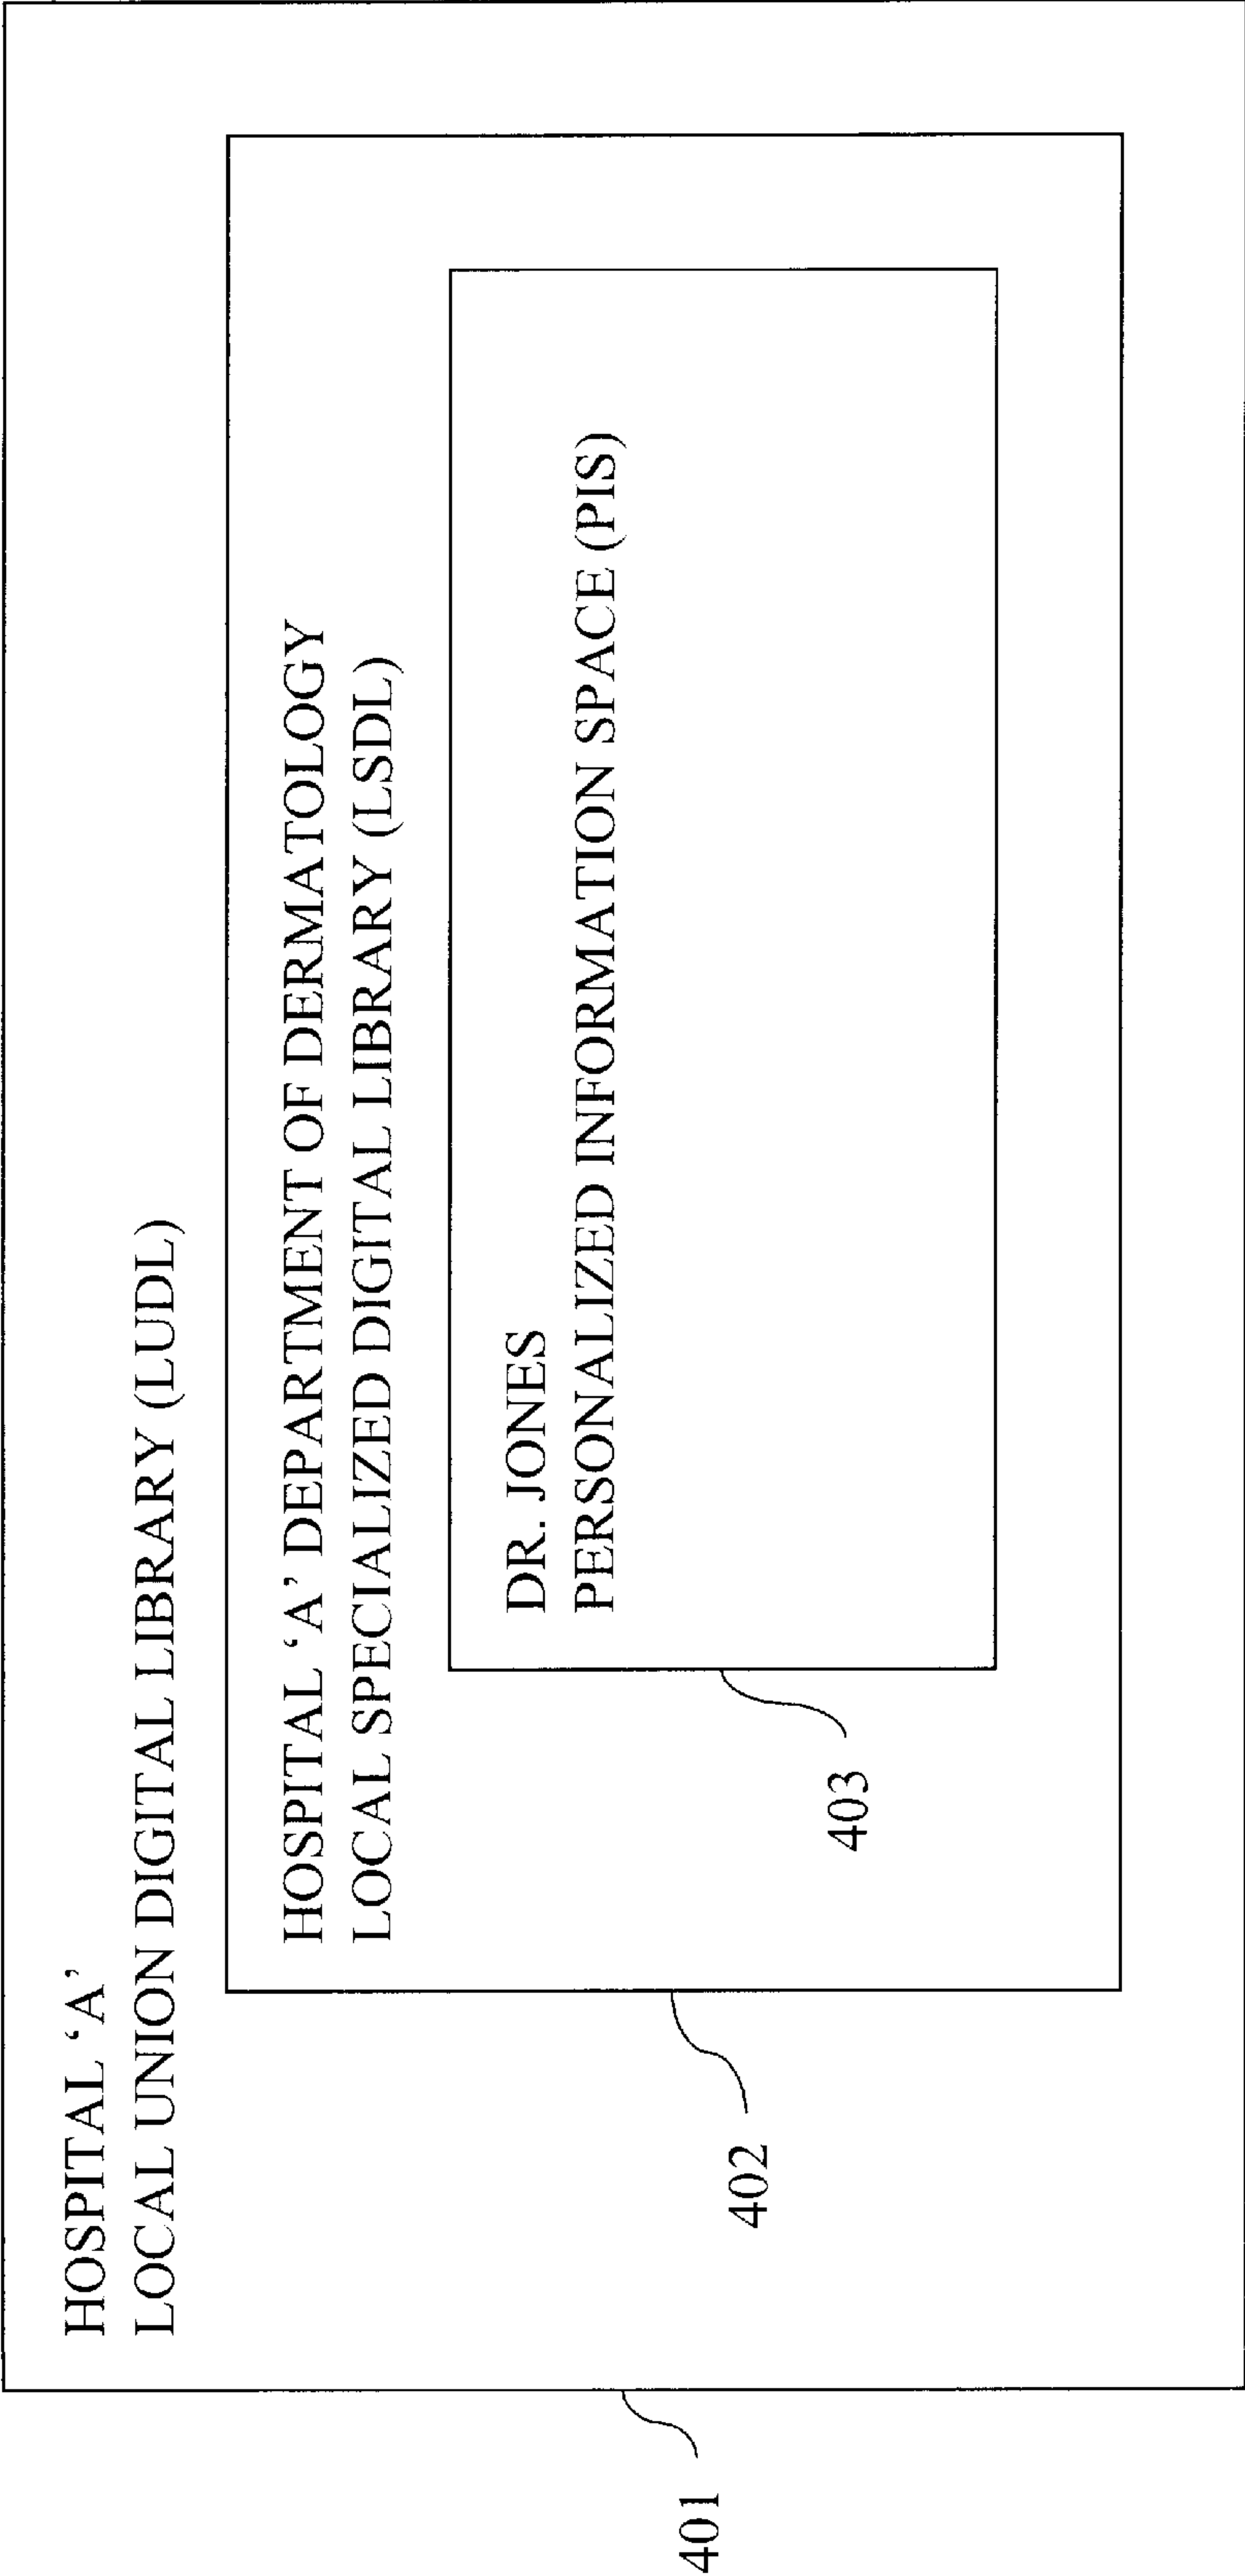 HOSPITAL ‘A’
LOCAL UNION DIGITAL LIBRARY (LUDL)
HOSPITAL ‘A’ DEPARTMENT OF DERMATOLOGY
LOCAL SPECIALIZED DIGITAL LIBRARY (LSDL)
DR. JONES
PERSONALIZED INFORMATION SPACE (PIS)
403
402
401